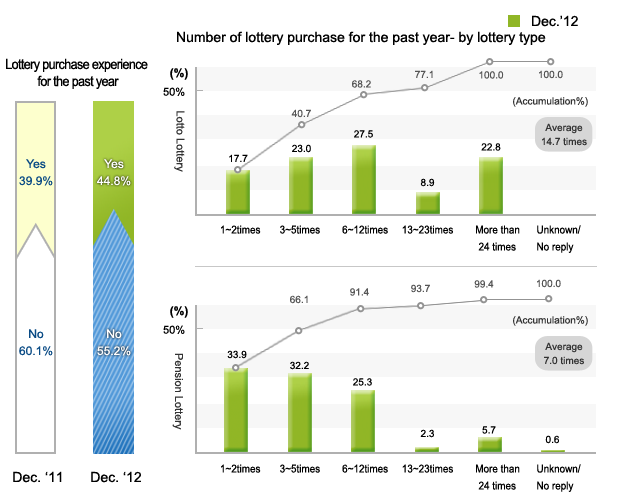 Dec.'12
Number of lottery purchase for the past year- by lottery type
Lottery purchase experience
for the past year
Yes
39.9%
Yes
44.8%
No
60.1%
No
55.2%
Dec. '11
Dec. '12
(%)
50%
Lotto Lottery
17.7
40.7
68.2
77.1
100.0
100.0
23.0
27.5
8.9
22.8
(Accumulation%)
Average
14.7 times
1~2times
3~5times
6~12times
13~23times
More than
24 times
Unknown/
No reply
(%)
50%
Pension Lottery
33.9
66.1
91.4
93.7
99.4
100.0
32.2
25.3
2.3
5.7
0.6
(Accumulation%)
Average
7.0 times
1~2times
3~5times
6~12times
13~23times
More than
24 times
Unknown/
No reply